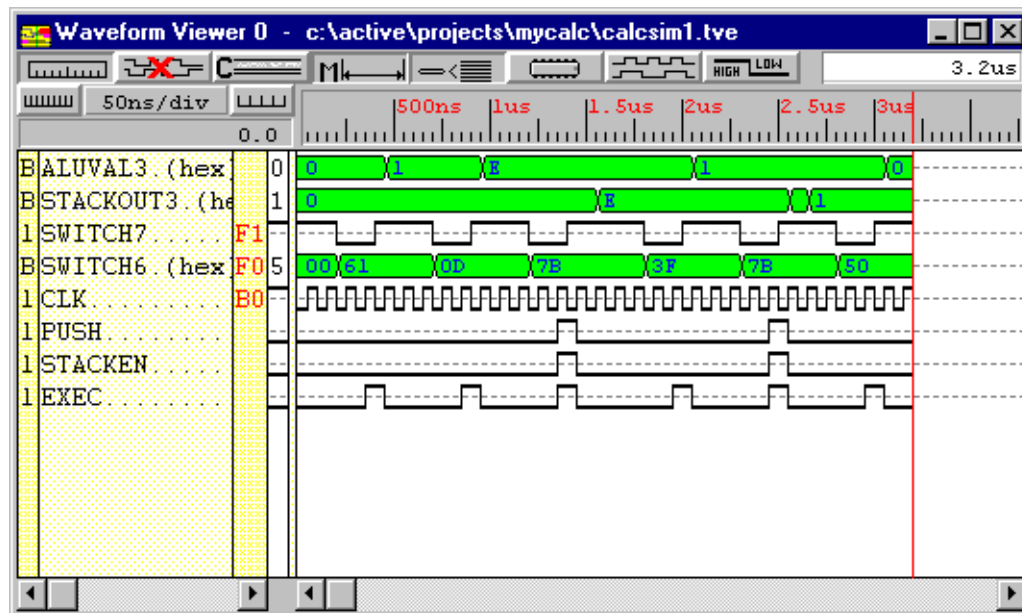 Waveform Viewer 0 - c:\active\projects\mycalc\calcsim1.tve
C M HIGH LOW 3.2us
50ns/div 500ns 1us 1.5us 2us 2.5us 3us
0.0
B ALUVAL3.(hex) 0 0 1 E 1 0
B STACKOUT3.(he 1 0 E 1
1 SWITCH7..... F1
B SWITCH6.(hex F0 5 00 61 0D 7B 3F 7B 50
1 CLK......... B0
1 PUSH........
1 STACKEN.....
1 EXEC........